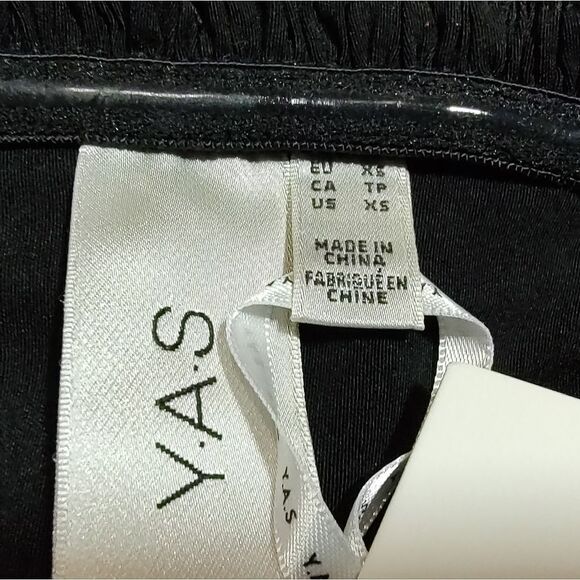 EU XS
CA TP
US XS
MADE IN
CHINA
FABRIQUÉ EN
CHINE
Y.A.S
Y.A.S
Y.